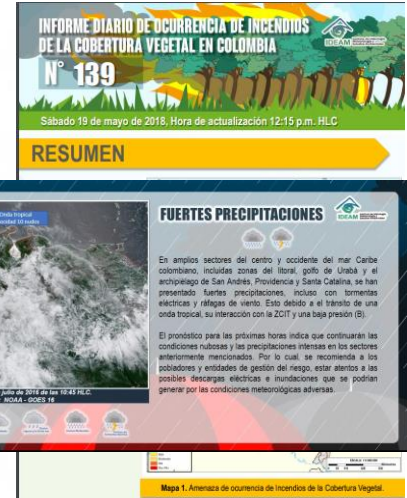 INFORME DIARIO DE OCURRENCIA DE INCENDIOS
DE LA COBERTURA VEGETAL EN COLOMBIA
N° 139
IDEAM
Sábado 19 de mayo de 2018, Hora de actualización 12:15 p.m. HLC
RESUMEN
Onda tropical
FUERTES PRECIPITACIONES
IDEAM
En amplios sectores del centro y occidente del mar Caribe
colombiano, incluidas zonas del litoral, golfo de Urabá y el
archipiélago de San Andrés, Providencia y Santa Catalina, se han
presentado fuertes precipitaciones, incluso con tormentas
eléctricas y ráfagas de viento. Esto debido a el tránsito de una
onda tropical, su interacción con la ZCIT y una baja presión (B).
El pronóstico para las próximas horas indica que continuarán las
condiciones nubosas y las precipitaciones intensas en los sectores
anteriormente mencionados. Por lo cual, se recomienda a los
pobladores y entidades de gestión del riesgo, estar atentos a las
posibles descargas eléctricas e inundaciones que se podrían
generar por las condiciones meteorológicas adversas.
julio de 2018 de las 10:45 HLC.
NOAA - GOES 16
Mapa 1. Amenaza de ocurrencia de Incendios de la Cobertura Vegetal.